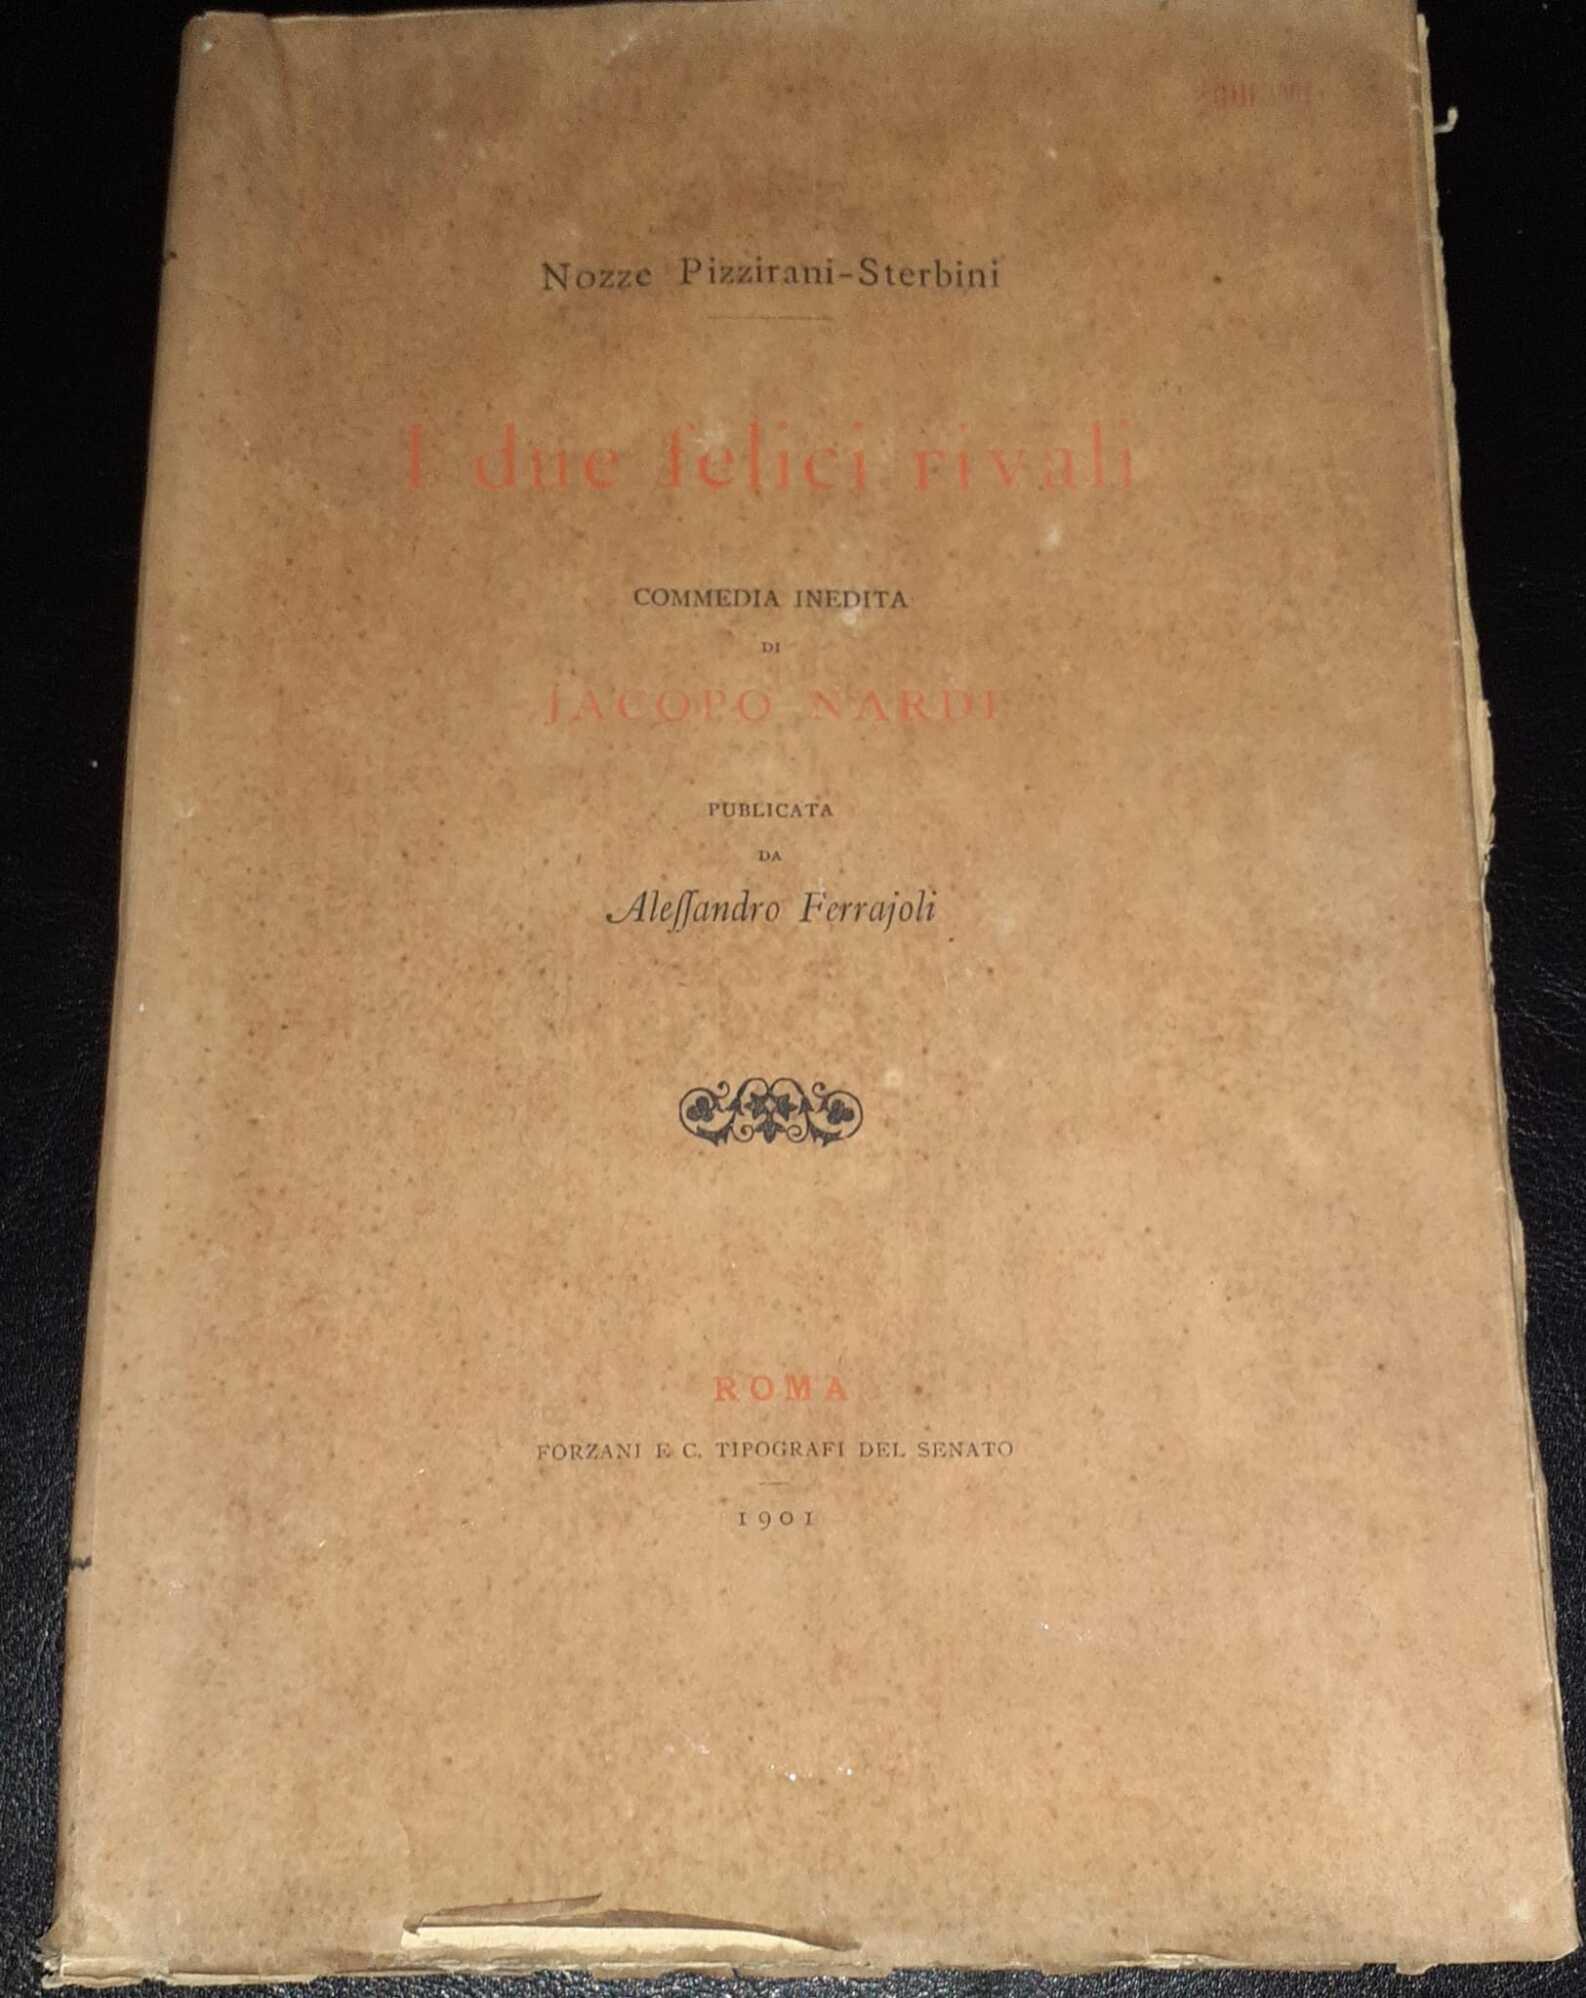 Nozze Pizzirani-Sterbini
I due felici rivali
COMMEDIA INEDITA
DI
JACOPO NARDI
PUBLICATA
DA
Aleſſandro Ferrajoli
ROMA
FORZANI E C. TIPOGRAFI DEL SENATO
1901